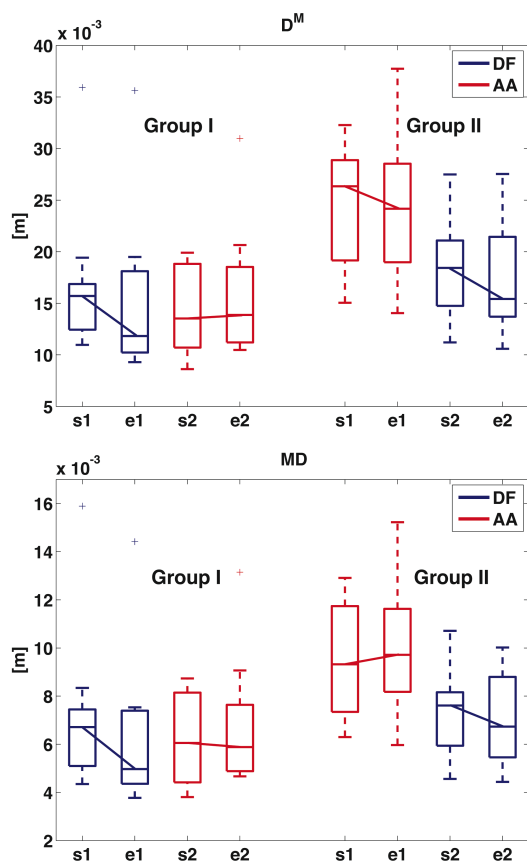 D^M
x 10^-3
40
35
30
25
20
15
10
5
[m]
DF
AA
Group I
Group II
s1 e1 s2 e2 s1 e1 s2 e2
MD
x 10^-3
16
14
12
10
8
6
4
2
[m]
DF
AA
Group I
Group II
s1 e1 s2 e2 s1 e1 s2 e2